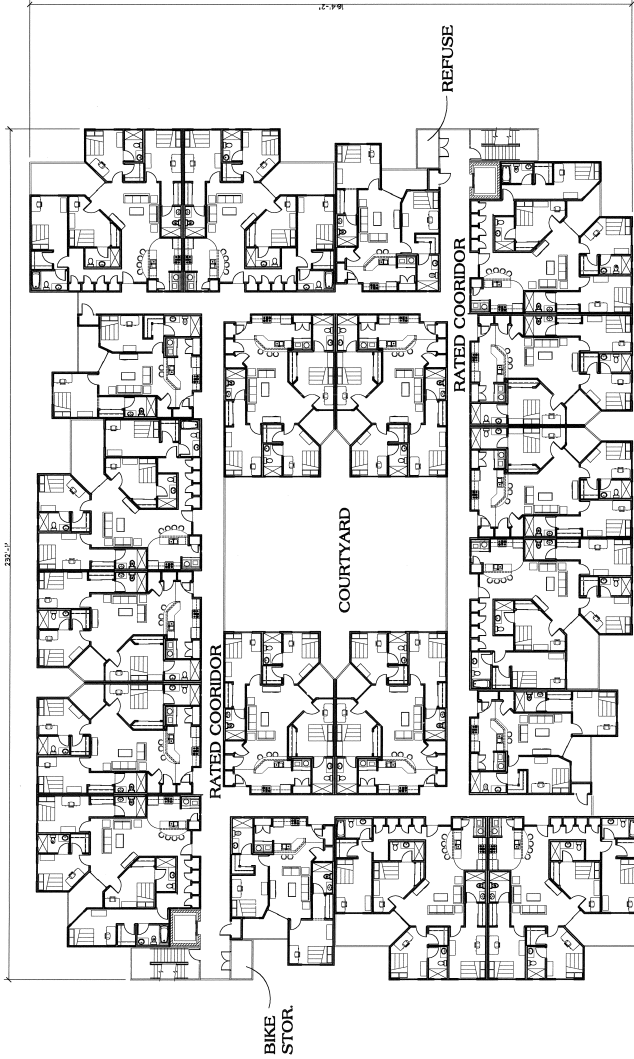 164'-2"
REFUSE
RATED COORIDOR
232'-1"
COURTYARD
RATED COORIDOR
BIKE
STOR.